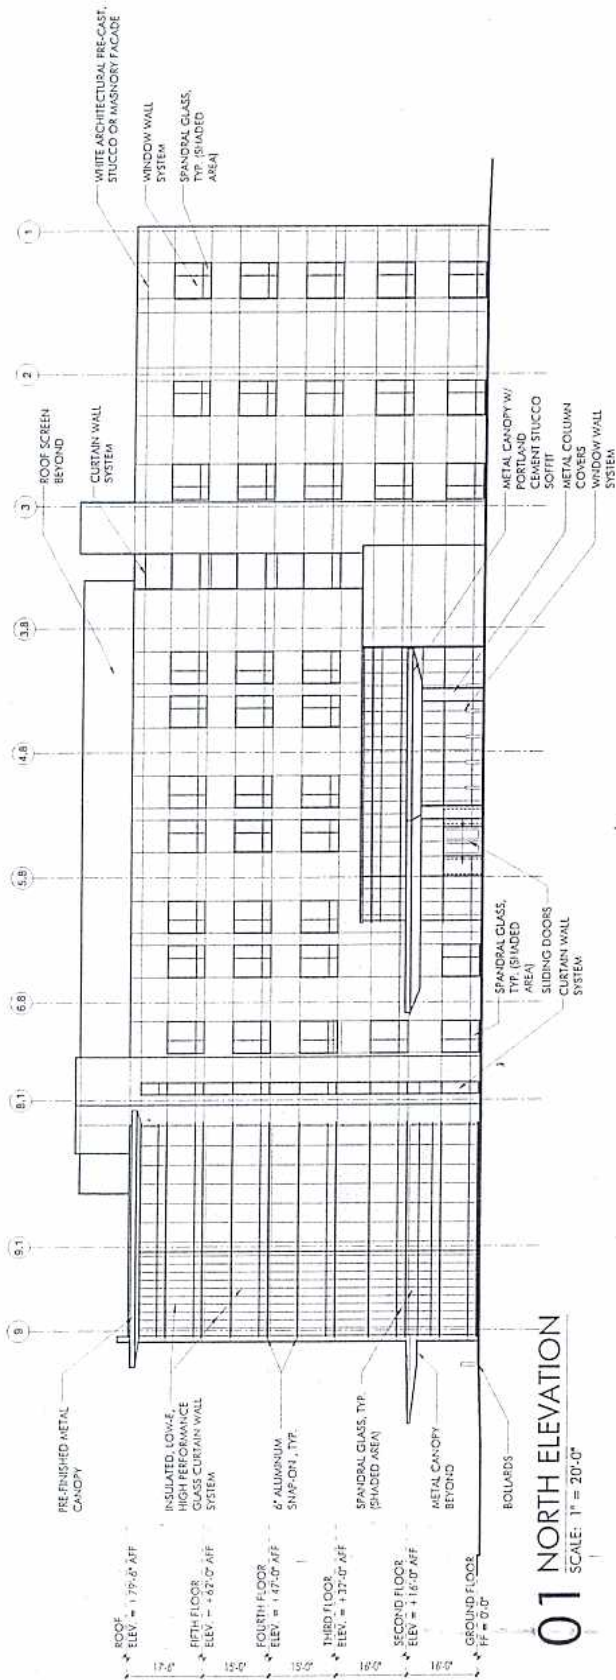 PRE-FINISHED METAL
CANOPY
INSULATED, LOW-E,
HIGH PERFORMANCE
GLASS CURTAIN WALL
SYSTEM
6" ALUMINUM
SNAP-ON, TYP.
SPANDRAL GLASS, TYP.
(SHADED AREA)
METAL CANOPY
BEYOND
BOLLARDS
ROOF
ELEV. = +79'-6" AFF
FIFTH FLOOR
ELEV. = +62'-0" AFF
FOURTH FLOOR
ELEV. = +47'-0" AFF
THIRD FLOOR
ELEV. = +32'-0" AFF
SECOND FLOOR
ELEV. = +16'-0" AFF
GROUND FLOOR
FF = 0'-0"
17'-6"
15'-0"
15'-0"
16'-0"
16'-0"
9
9.1
8.1
6.8
5.8
4.8
3.8
3
2
1
ROOF SCREEN
BEYOND
CURTAIN WALL
SYSTEM
WHITE ARCHITECTURAL PRE-CAST,
STUCCO OR MASNORY FACADE
WINDOW WALL
SYSTEM
SPANDRAL GLASS,
TYP. (SHADED
AREA)
SPANDRAL GLASS,
TYP. (SHADED
AREA)
SLIDING DOORS
CURTAIN WALL
SYSTEM
METAL CANOPY W/
PORTLAND
CEMENT STUCCO
SOFFIT
METAL COLUMN
COVERS
WINDOW WALL
SYSTEM
01 NORTH ELEVATION
SCALE: 1" = 20'-0"